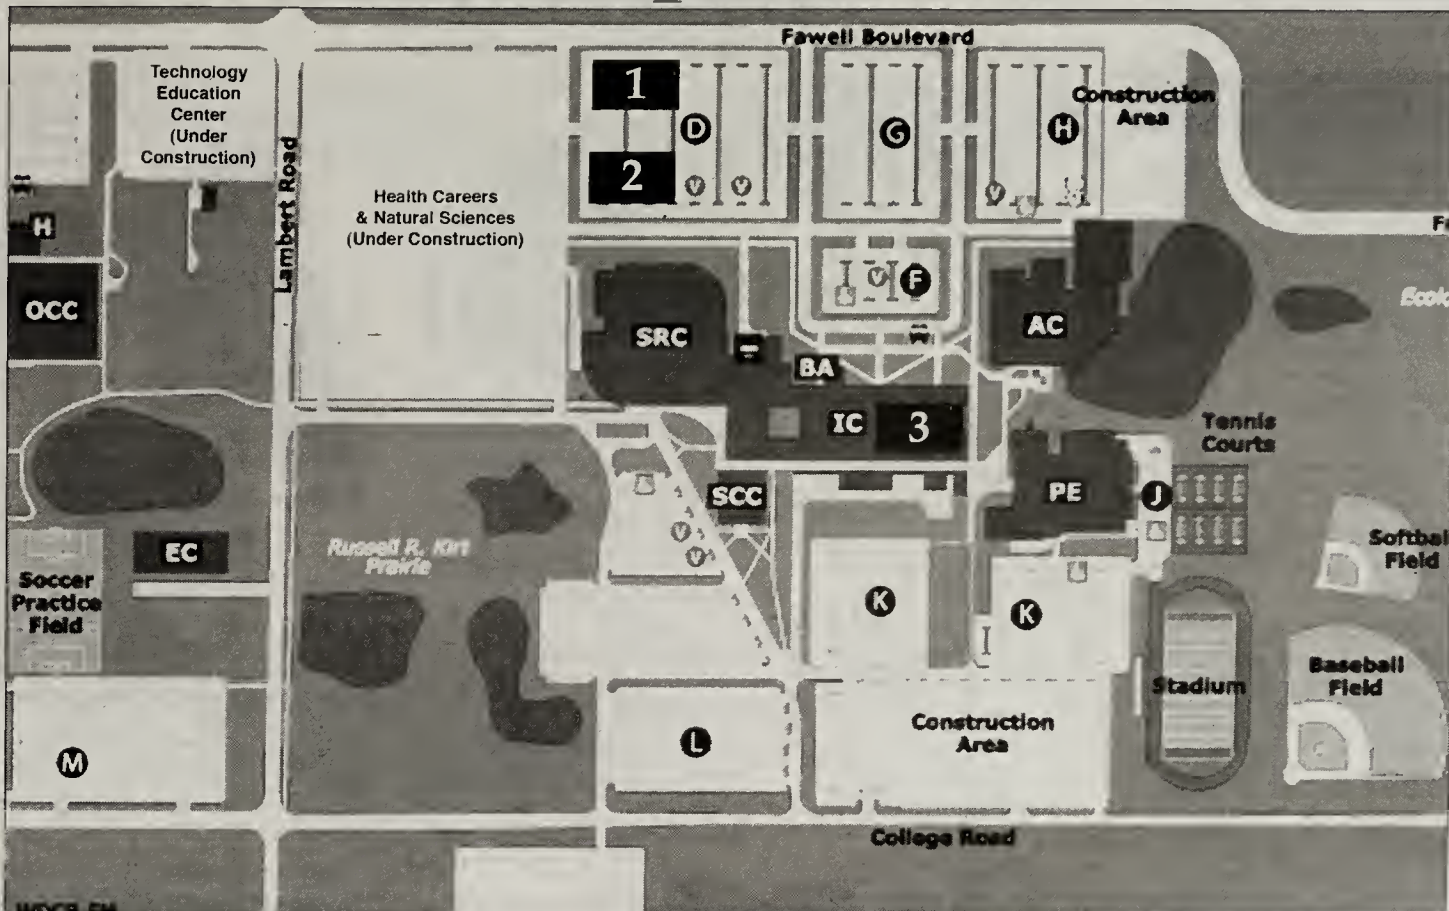 Fawell Boulevard
Technology
Education
Center
(Under
Construction)
Lambert Road
Health Careers
& Natural Sciences
(Under Construction)
1
2
D
V
V
G
H
V
Construction
Area
H
OCC
SRC
F
V
AC
BA
IC
3
Tennis
Courts
SCC
PE
J
V
V
EC
Russell R. Kirt
Prairie
Soccer
Practice
Field
K
K
Softball
Field
Stadium
Baseball
Field
M
L
Construction
Area
College Road
WDCB-FM